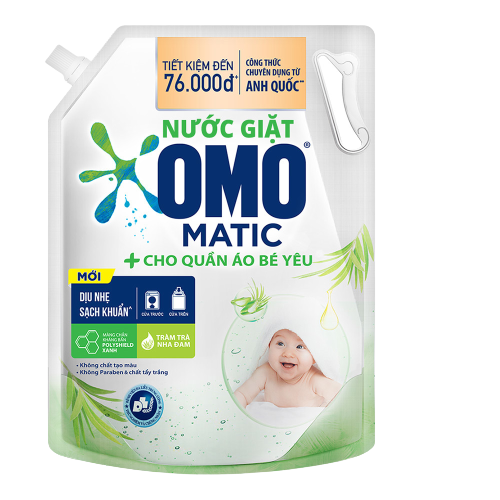 TIẾT KIỆM ĐẾN
76.000đ+
CÔNG THỨC
CHUYÊN DỤNG TỪ
ANH QUỐC**
NƯỚC GIẶT
OMO®
MATIC
+ CHO QUẦN ÁO BÉ YÊU
MỚI
DỊU NHẸ
SẠCH KHUẨN^
CỬA TRƯỚC
CỬA TRÊN
MÀNG CHẮN
KHÁNG BẨN
POLYSHIELD
XANH
TRÀM TRÀ
NHA ĐAM
• Không chất tạo màu
• Không Paraben & chất tẩy trắng